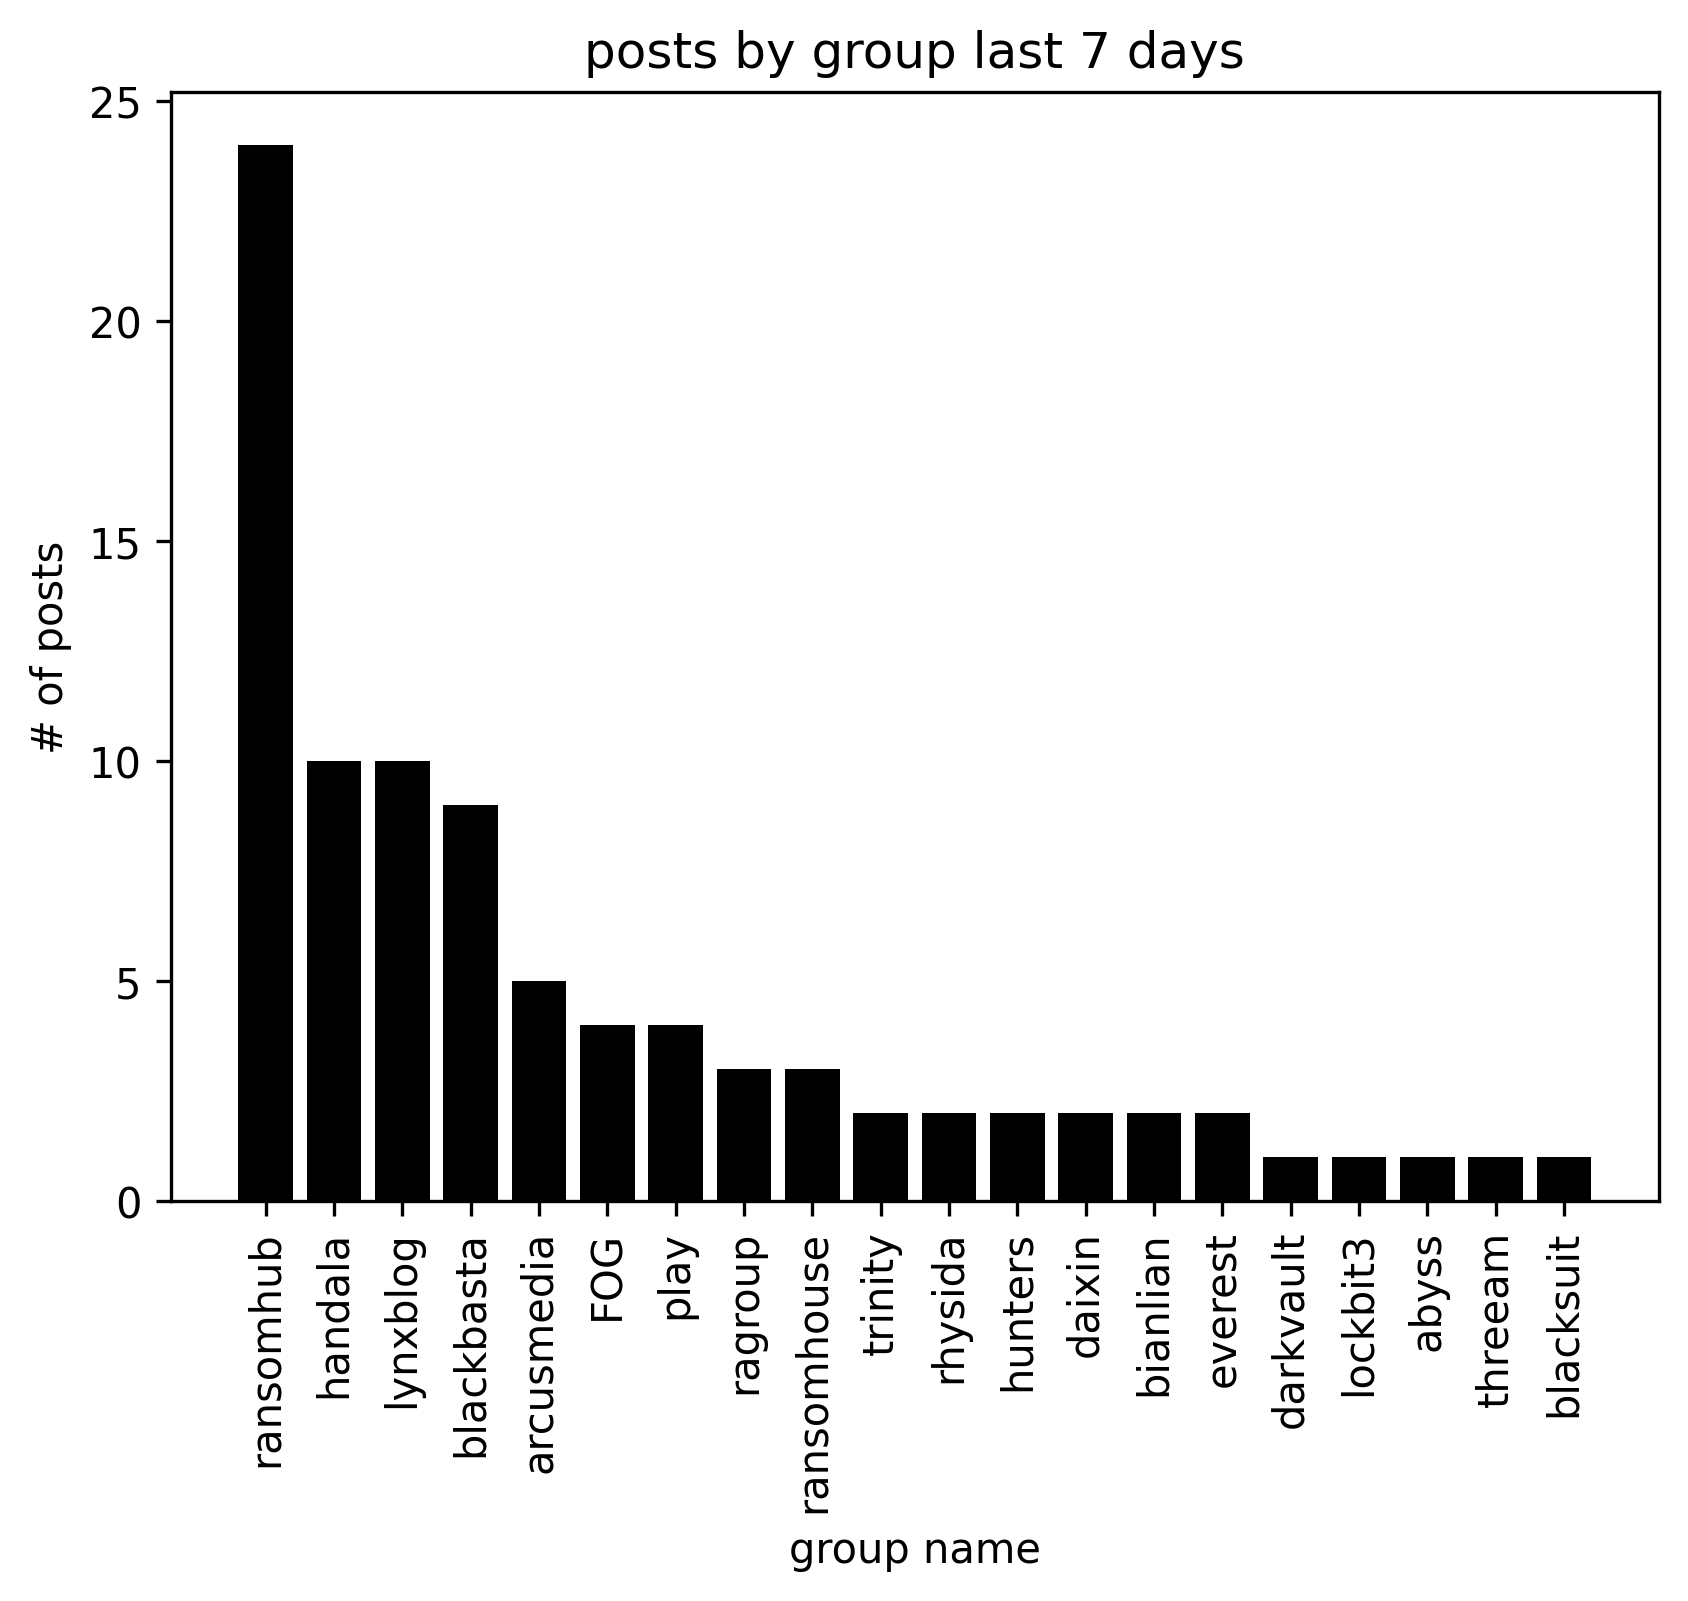 posts by group last 7 days
25
20
15
10
5
0
# of posts
ransomhub
handala
lynxblog
blackbasta
arcusmedia
FOG
play
ragroup
ransomhouse
trinity
rhysida
hunters
daixin
bianlian
everest
darkvault
lockbit3
abyss
threeam
blacksuit
group name